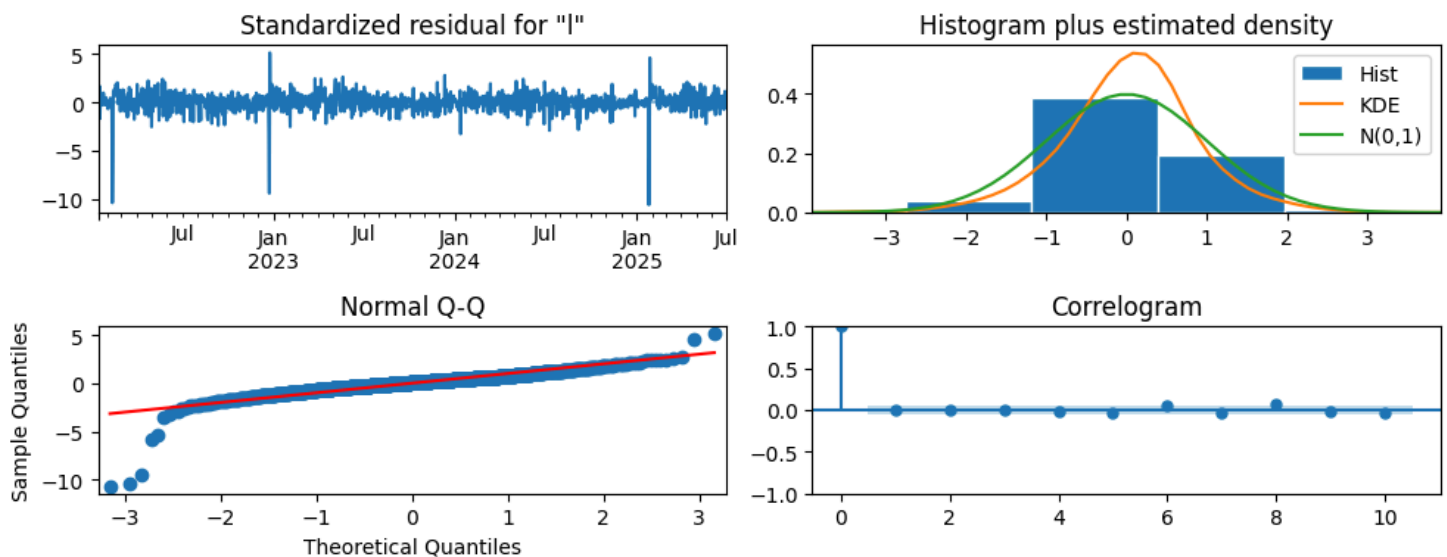 Standardized residual for "l"
5
0
−5
−10
Jul Jan Jul Jan Jul Jan Jul
2023 2024 2025
Histogram plus estimated density
0.4
0.2
0.0
Hist
KDE
N(0,1)
−3 −2 −1 0 1 2 3
Normal Q-Q
Sample Quantiles
5
0
−5
−10
−3 −2 −1 0 1 2 3
Theoretical Quantiles
Correlogram
1.0
0.5
0.0
−0.5
−1.0
0 2 4 6 8 10